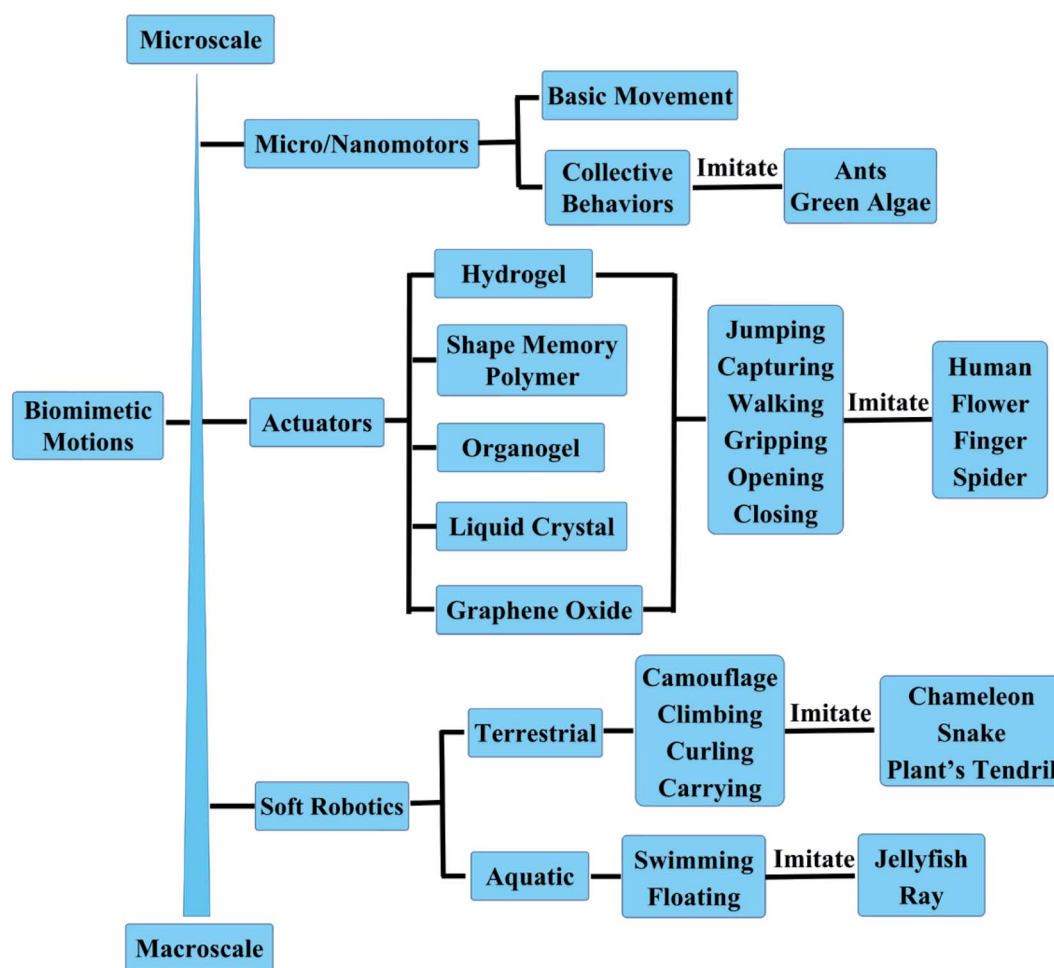 Microscale
Micro/Nanomotors
Basic Movement
Collective
Behaviors
Imitate
Ants
Green Algae
Biomimetic
Motions
Actuators
Hydrogel
Shape Memory
Polymer
Organogel
Liquid Crystal
Graphene Oxide
Jumping
Capturing
Walking
Gripping
Opening
Closing
Imitate
Human
Flower
Finger
Spider
Soft Robotics
Terrestrial
Camouflage
Climbing
Curling
Carrying
Imitate
Chameleon
Snake
Plant's Tendril
Aquatic
Swimming
Floating
Imitate
Jellyfish
Ray
Macroscale